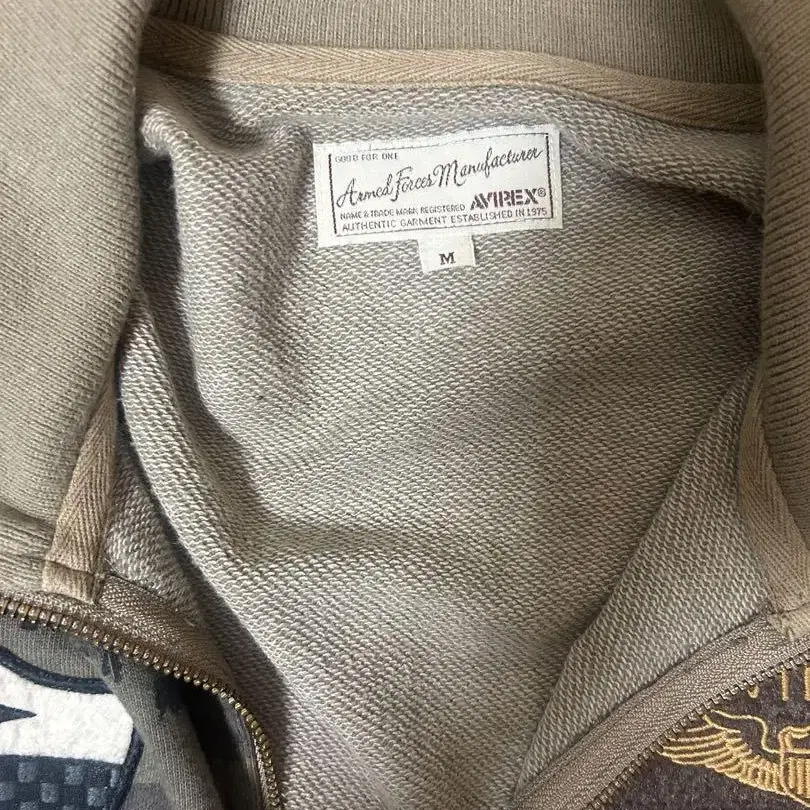 GOOD FOR ONE
Armed Forces Manufacturer
NAME & TRADE MARK REGISTERED AVIREX®
AUTHENTIC GARMENT ESTABLISHED IN 1975
M